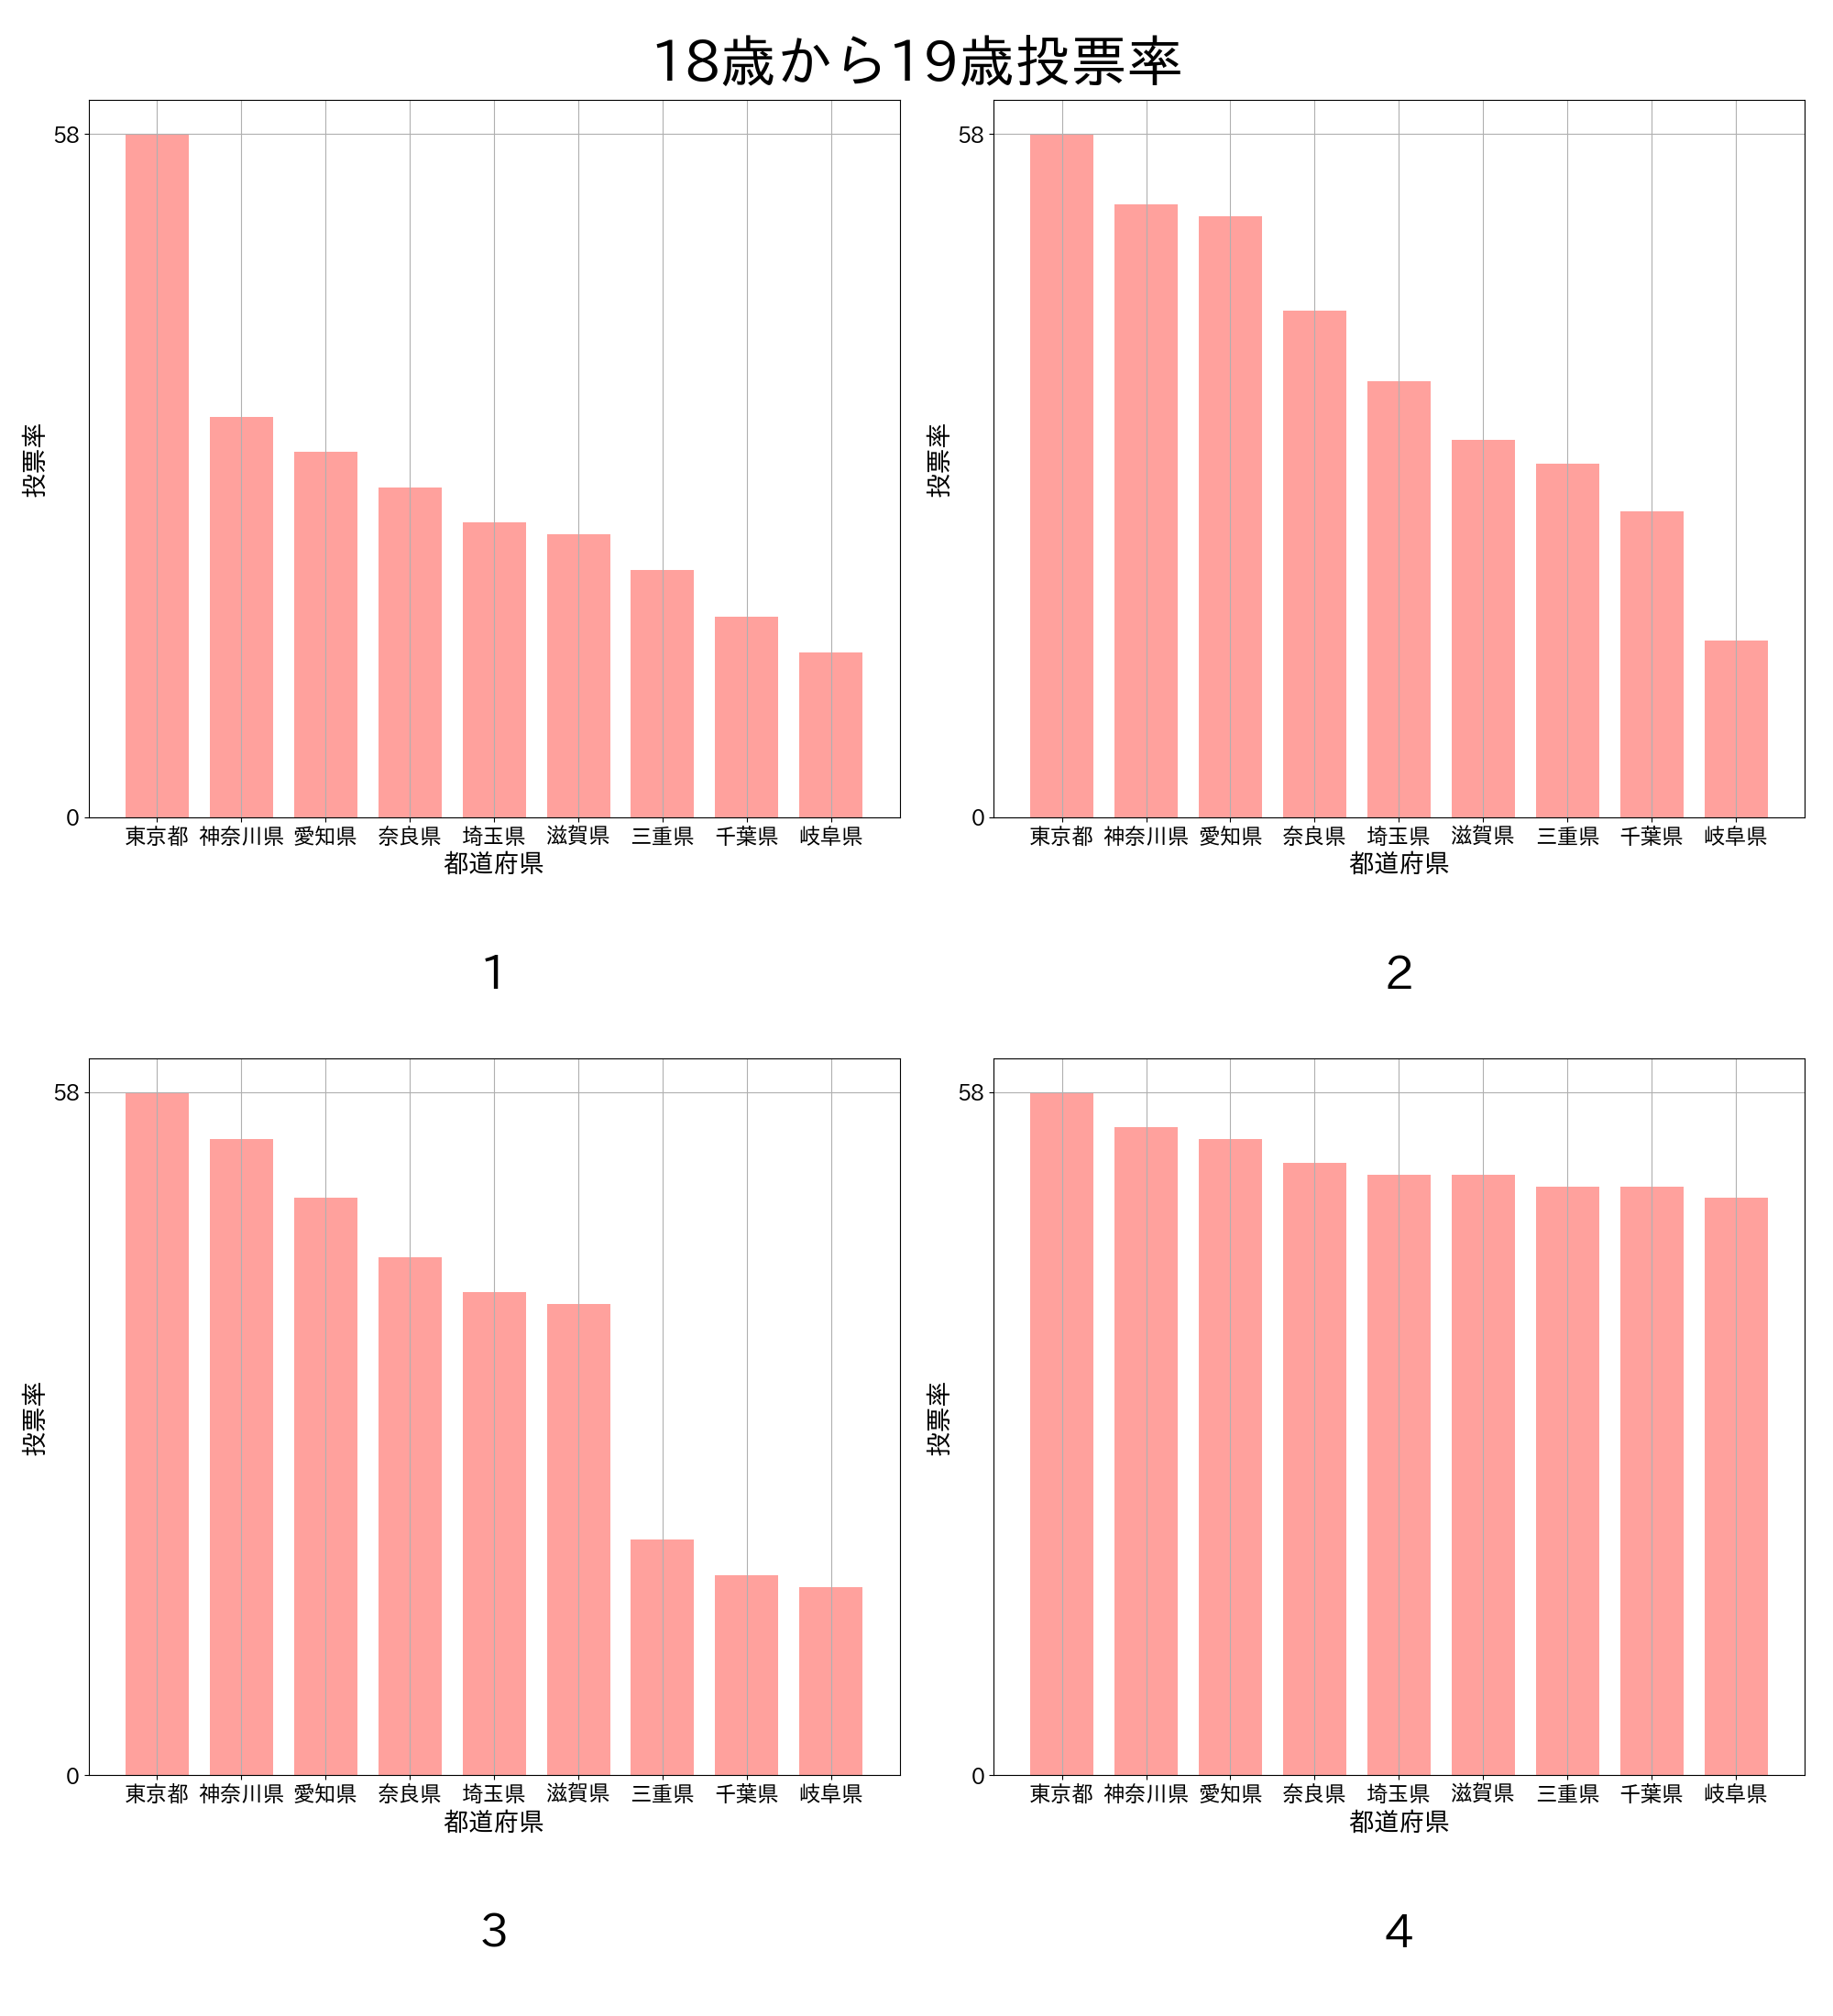 18歳から19歳投票率
58
0
投票率
東京都 神奈川県 愛知県 奈良県 埼玉県 滋賀県 三重県 千葉県 岐阜県
都道府県
1
58
0
投票率
東京都 神奈川県 愛知県 奈良県 埼玉県 滋賀県 三重県 千葉県 岐阜県
都道府県
2
58
0
投票率
東京都 神奈川県 愛知県 奈良県 埼玉県 滋賀県 三重県 千葉県 岐阜県
都道府県
3
58
0
投票率
東京都 神奈川県 愛知県 奈良県 埼玉県 滋賀県 三重県 千葉県 岐阜県
都道府県
4